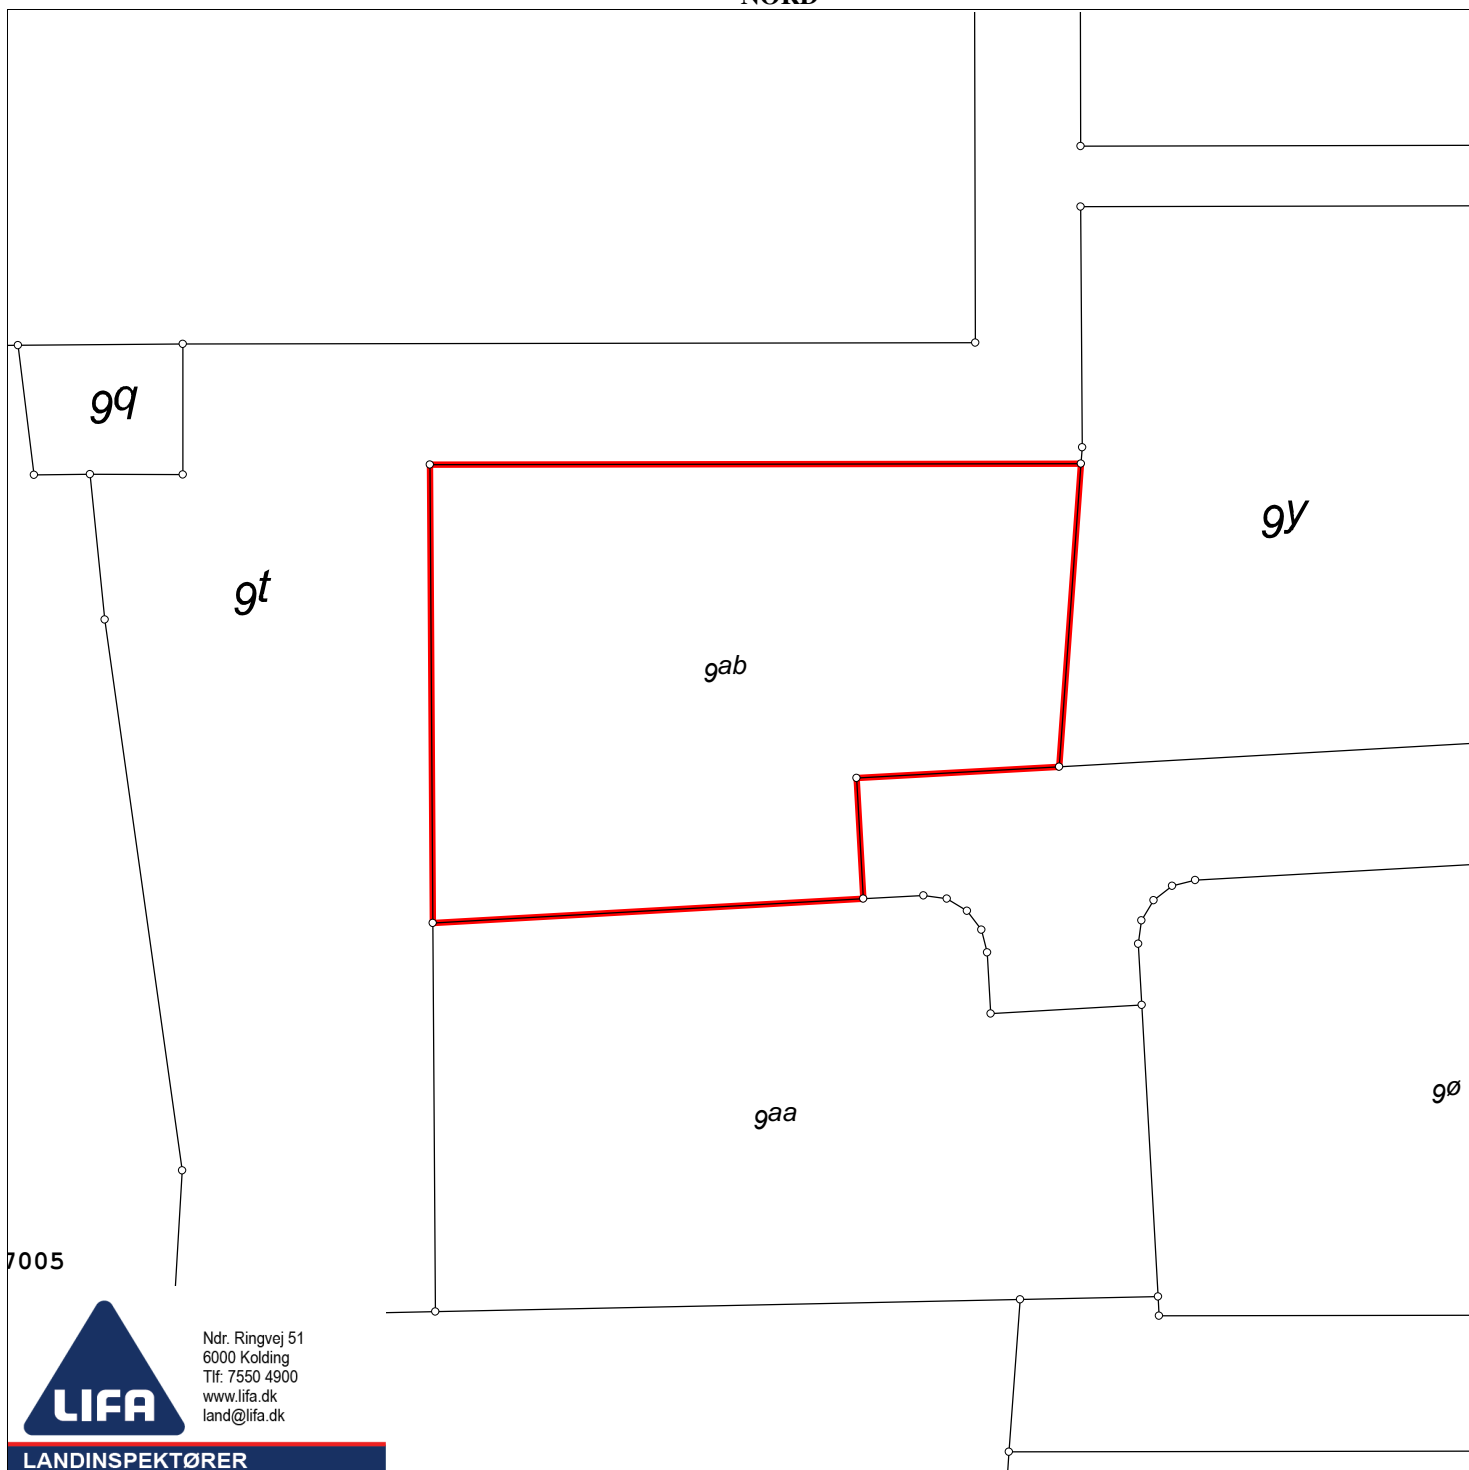 NORD
9q
9y
9t
9ab
9ø
9aa
7005
Ndr. Ringvej 51
6000 Kolding
Tlf: 7550 4900
www.lifa.dk
land@lifa.dk
LIFA
LANDINSPEKTØRER